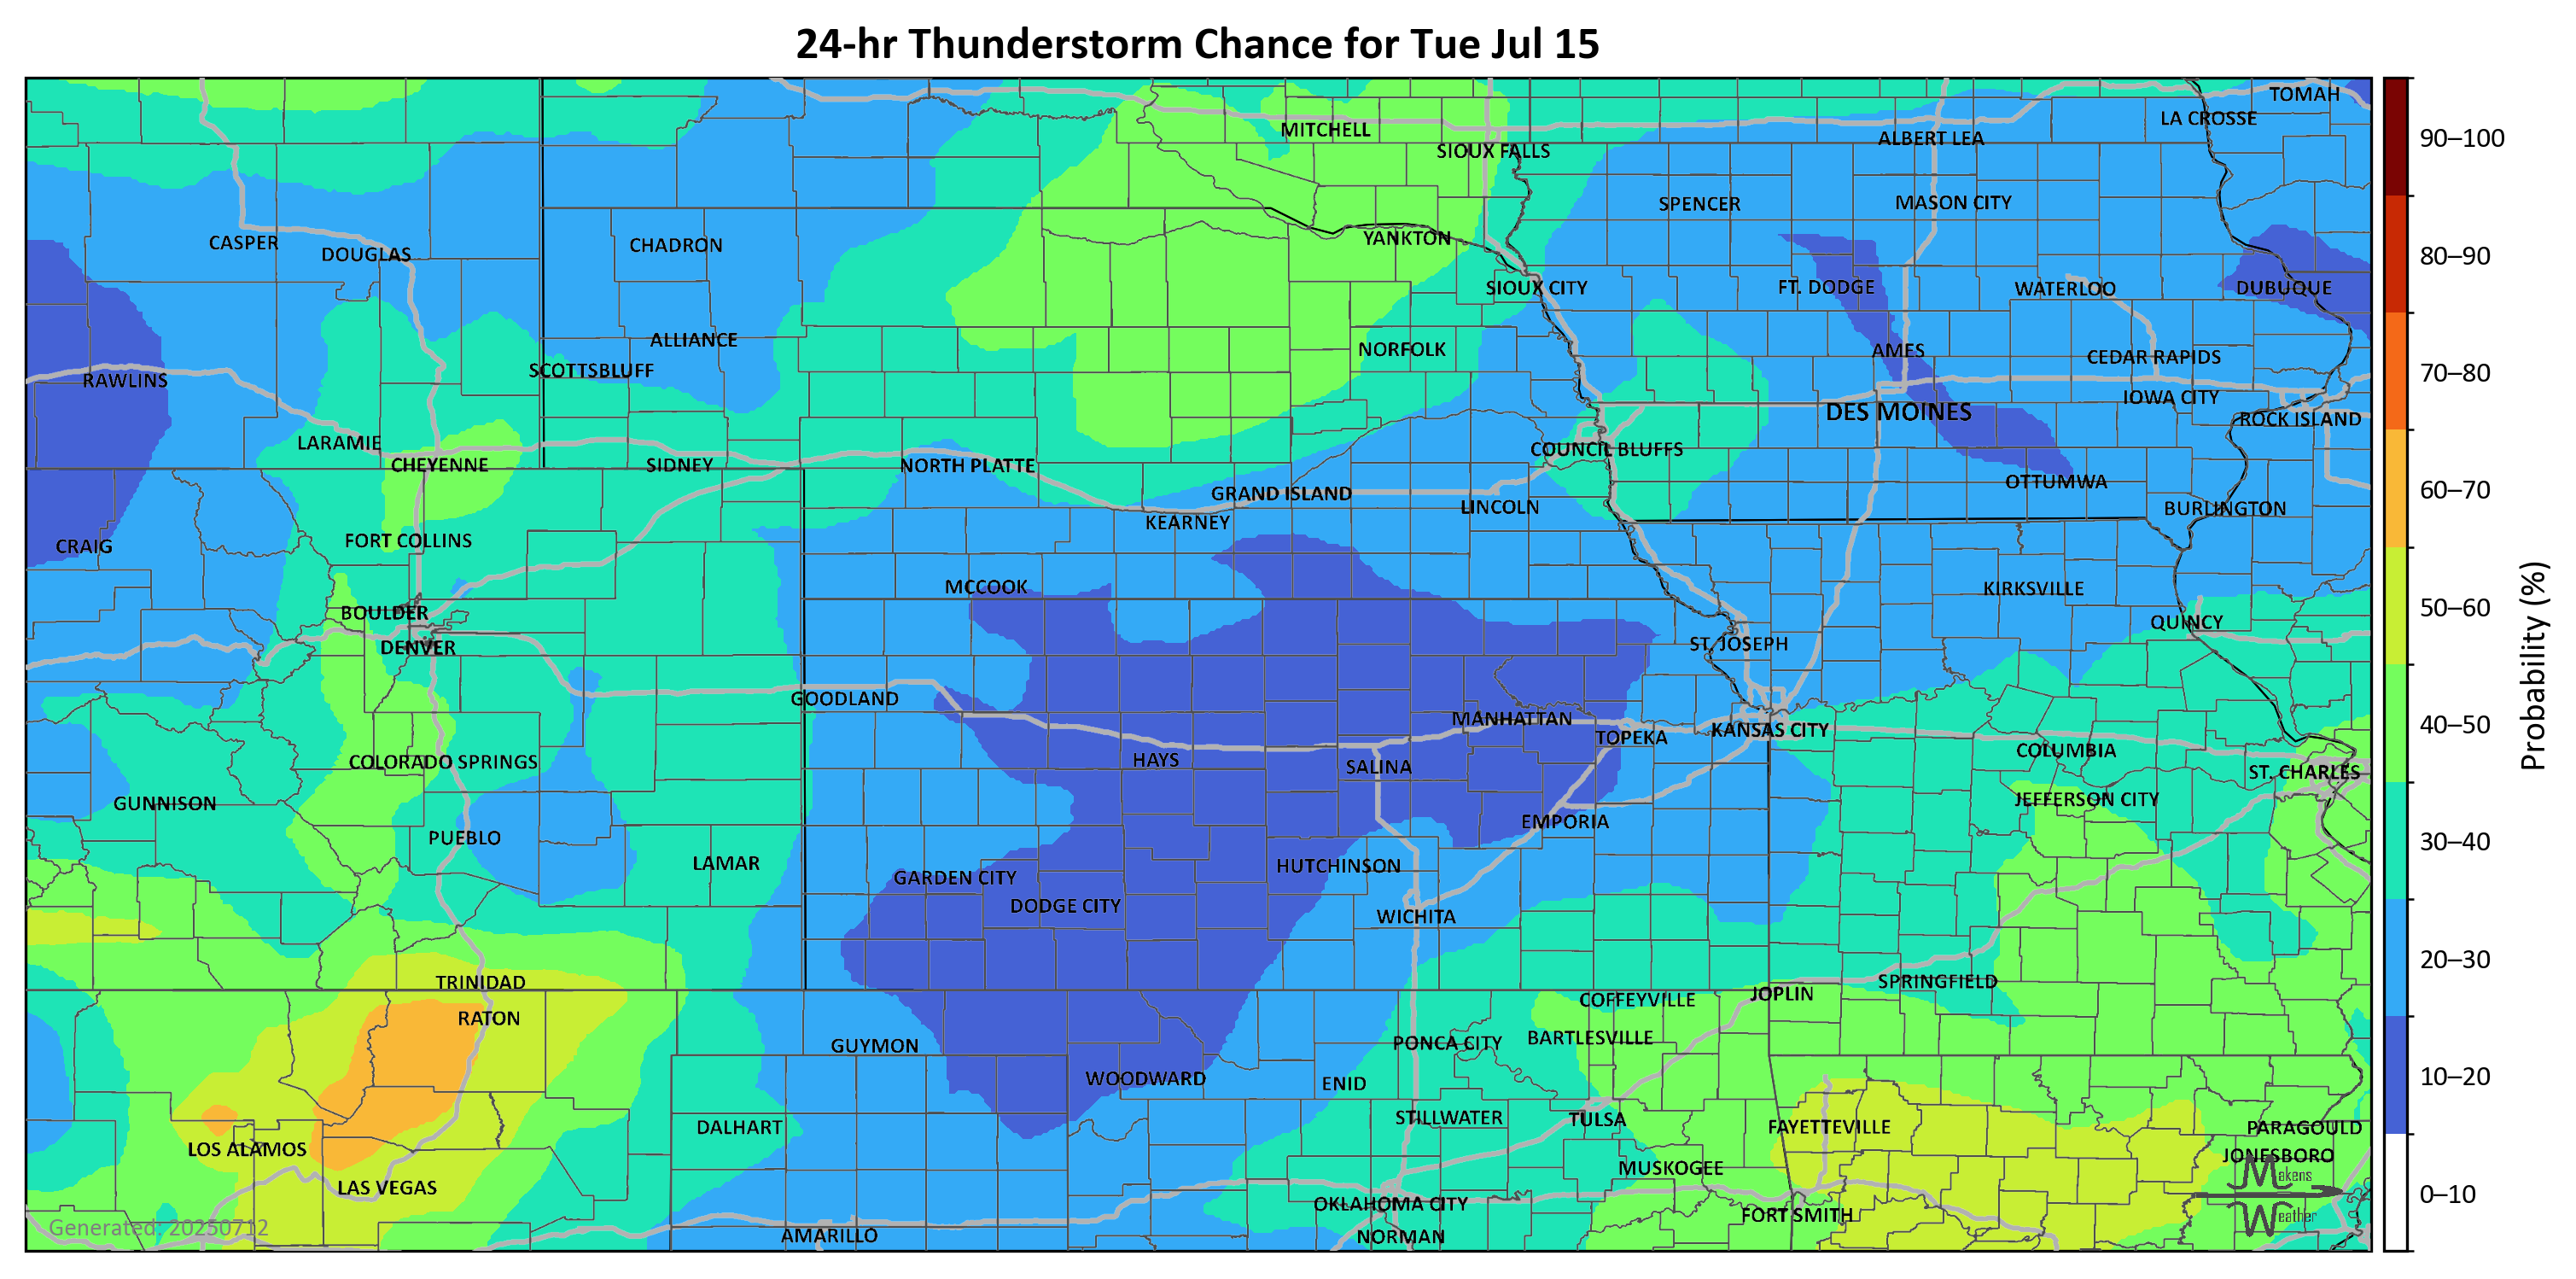 24-hr Thunderstorm Chance for Tue Jul 15
TOMAH
LA CROSSE
MITCHELL
ALBERT LEA
90–100
SIOUX FALLS
SPENCER
MASON CITY
CASPER
DOUGLAS
CHADRON
YANKTON
80–90
SIOUX CITY
FT. DODGE
WATERLOO
DUBUQUE
ALLIANCE
NORFOLK
AMES
CEDAR RAPIDS
RAWLINS
SCOTTSBLUFF
70–80
IOWA CITY
DES MOINES
ROCK ISLAND
LARAMIE
COUNCIL BLUFFS
CHEYENNE
SIDNEY
NORTH PLATTE
OTTUMWA
GRAND ISLAND
60–70
LINCOLN
BURLINGTON
KEARNEY
CRAIG
FORT COLLINS
MCCOOK
KIRKSVILLE
BOULDER
50–60
QUINCY
DENVER
ST. JOSEPH
Probability (%)
GOODLAND
MANHATTAN
TOPEKA
KANSAS CITY
40–50
COLORADO SPRINGS
HAYS
SALINA
COLUMBIA
ST. CHARLES
GUNNISON
JEFFERSON CITY
PUEBLO
EMPORIA
30–40
LAMAR
HUTCHINSON
GARDEN CITY
DODGE CITY
WICHITA
20–30
TRINIDAD
SPRINGFIELD
JOPLIN
COFFEYVILLE
RATON
BARTLESVILLE
GUYMON
PONCA CITY
WOODWARD
ENID
10–20
DALHART
STILLWATER
TULSA
FAYETTEVILLE
PARAGOULD
LOS ALAMOS
JONESBORO
MUSKOGEE
Makens
LAS VEGAS
OKLAHOMA CITY
0–10
FORT SMITH
Weather
Generated: 20250712
AMARILLO
NORMAN